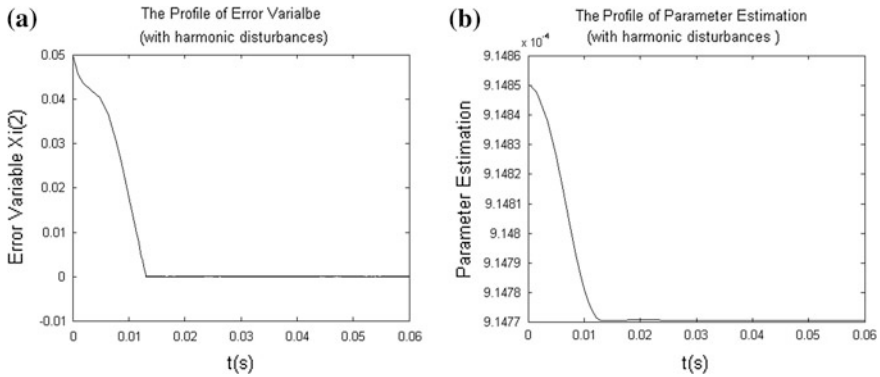 (a)
The Profile of Error Varialbe
(with harmonic disturbances)
0.05
0.04
0.03
0.02
0.01
0
-0.01
Error Variable Xi(2)
0
0.01
0.02
0.03
0.04
0.05
0.06
t(s)
(b)
The Profile of Parameter Estimation
(with harmonic disturbances )
x 10⁻⁴
9.1486
9.1485
9.1484
9.1483
9.1482
9.1481
9.148
9.1479
9.1478
9.1477
Parameter Estimation
0
0.01
0.02
0.03
0.04
0.05
0.06
t(s)